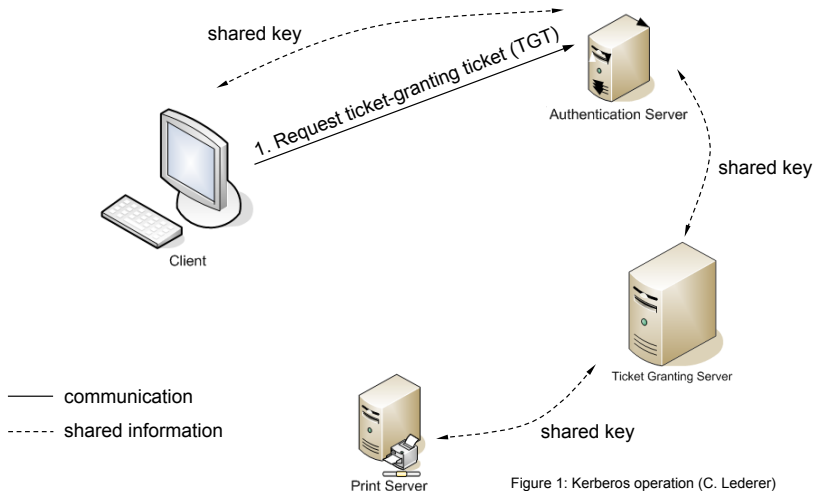 shared key
1. Request ticket-granting ticket (TGT)
Authentication Server
shared key
Client
Ticket Granting Server
communication
shared information
shared key
Print Server
Figure 1: Kerberos operation (C. Lederer)